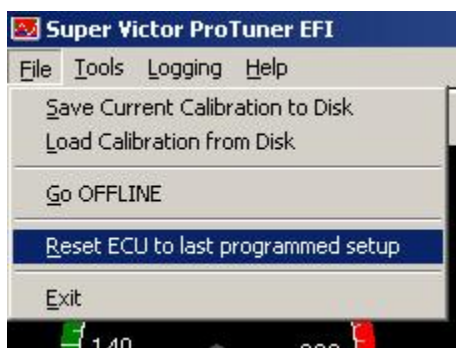 Super Victor ProTuner EFI
File Tools Logging Help
Save Current Calibration to Disk
Load Calibration from Disk
Go OFFLINE
Reset ECU to last programmed setup
Exit
140